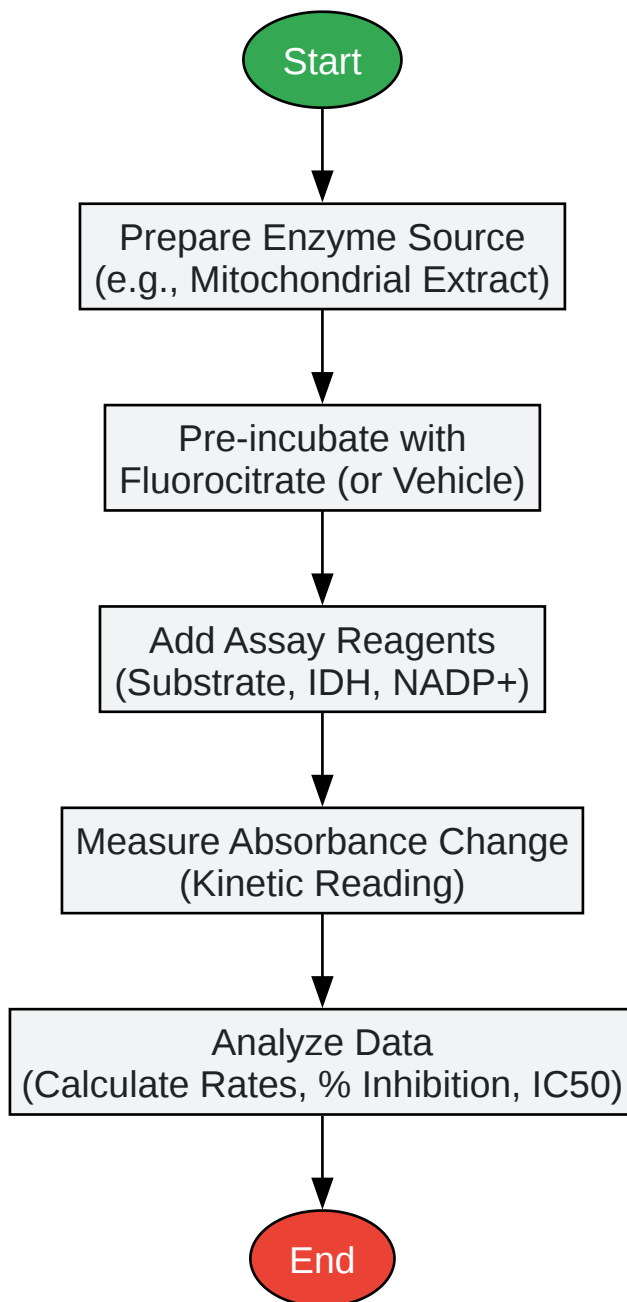 Start
Prepare Enzyme Source
(e.g., Mitochondrial Extract)
Pre-incubate with
Fluorocitrate (or Vehicle)
Add Assay Reagents
(Substrate, IDH, NADP+)
Measure Absorbance Change
(Kinetic Reading)
Analyze Data
(Calculate Rates, % Inhibition, IC50)
End